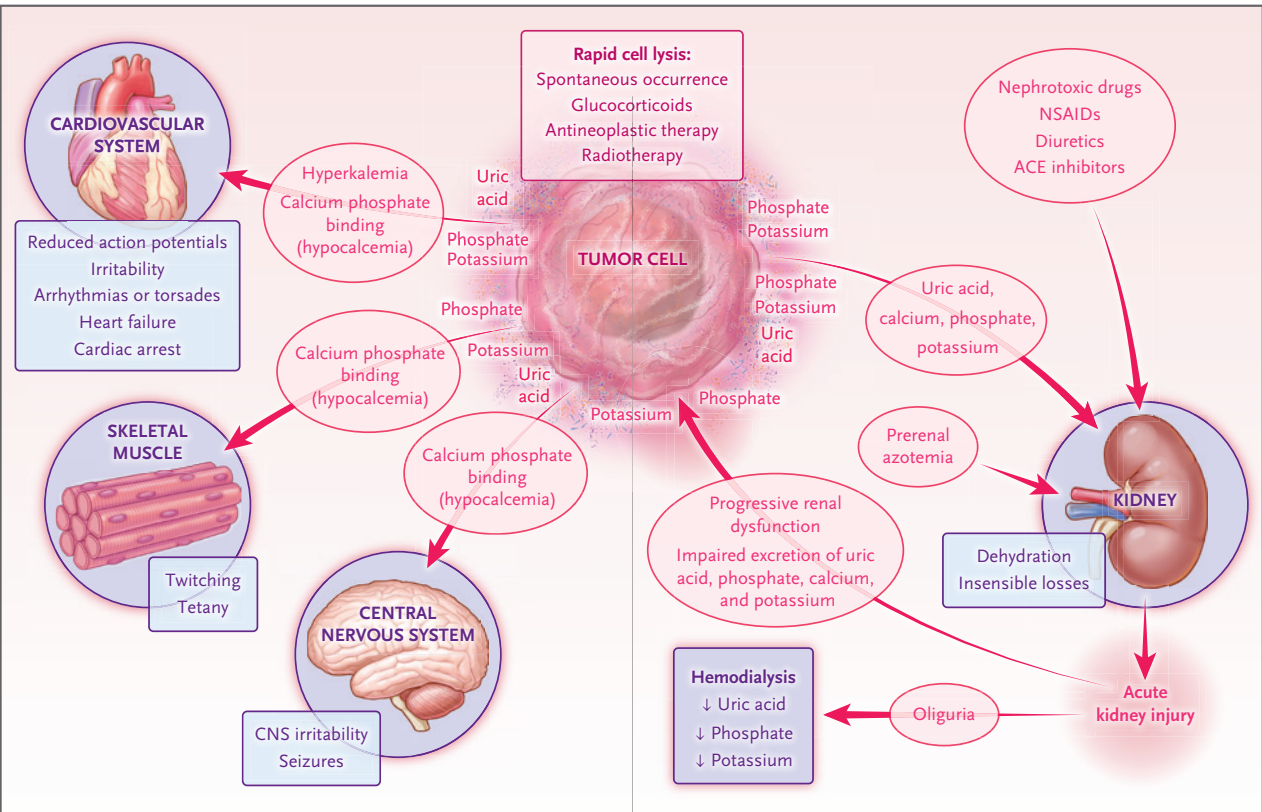 Rapid cell lysis:
Spontaneous occurrence
Glucocorticoids
Antineoplastic therapy
Radiotherapy
CARDIOVASCULAR
SYSTEM
Reduced action potentials
Irritability
Arrhythmias or torsades
Heart failure
Cardiac arrest
Hyperkalemia
Calcium phosphate
binding
(hypocalcemia)
Uric
acid
Phosphate
Potassium
Phosphate
Potassium
Uric
acid
Potassium
TUMOR CELL
Phosphate
Potassium
Phosphate
Potassium
Uric
acid
Phosphate
Calcium phosphate
binding
(hypocalcemia)
SKELETAL
MUSCLE
Twitching
Tetany
Calcium phosphate
binding
(hypocalcemia)
CENTRAL
NERVOUS SYSTEM
CNS irritability
Seizures
Nephrotoxic drugs
NSAIDs
Diuretics
ACE inhibitors
Uric acid,
calcium, phosphate,
potassium
Prerenal
azotemia
KIDNEY
Dehydration
Insensible losses
Progressive renal
dysfunction
Impaired excretion of uric
acid, phosphate, calcium,
and potassium
Acute
kidney injury
Oliguria
Hemodialysis
↓ Uric acid
↓ Phosphate
↓ Potassium